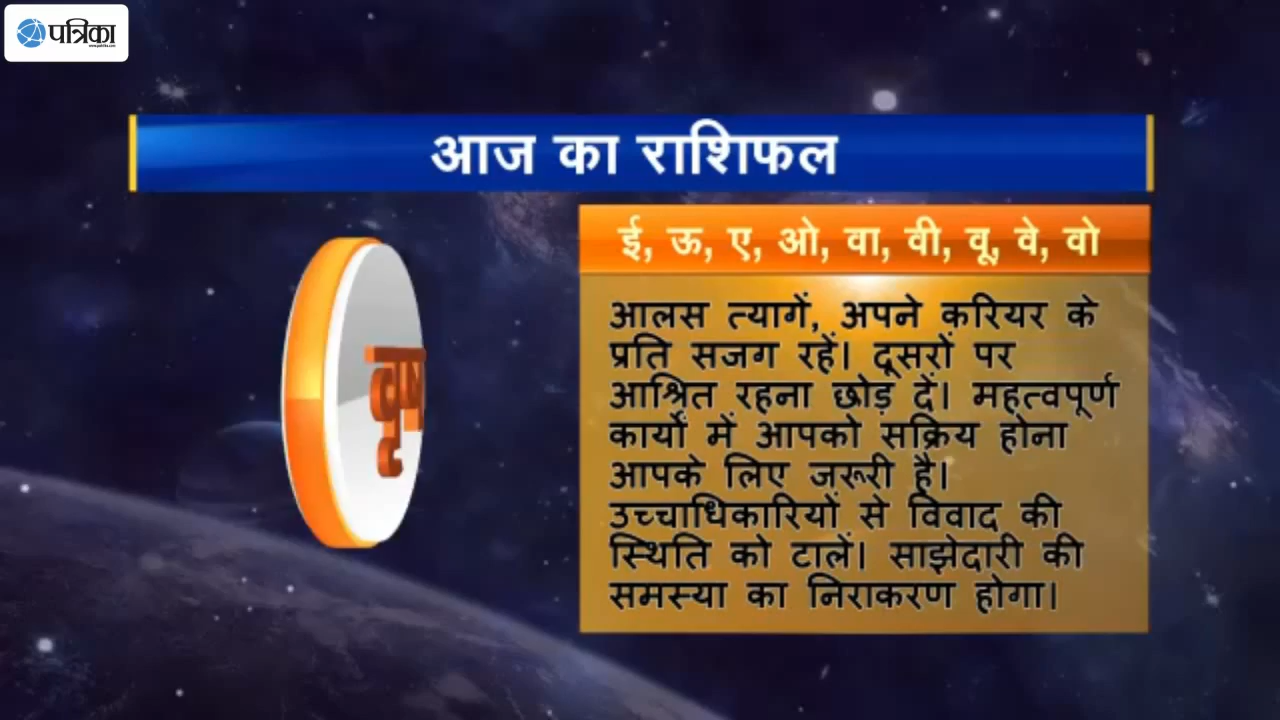 पत्रिका
आज का राशिफल
ई, ऊ, ए, ओ, वा, वी, वू, वे, वो
वृष
आलस त्यागें, अपने करियर के
प्रति सजग रहें। दूसरों पर
आश्रित रहना छोड़ दें। महत्वपूर्ण
कार्यों में आपको सक्रिय होना
आपके लिए जरूरी है।
उच्चाधिकारियों से विवाद की
स्थिति को टालें। साझेदारी की
समस्या का निराकरण होगा।